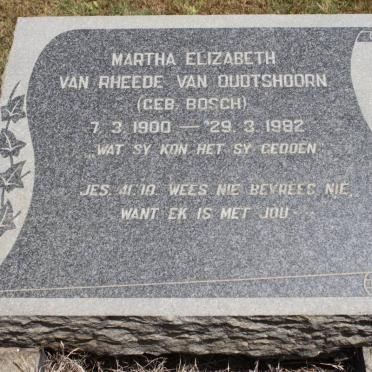 MARTHA ELIZABETH
VAN RHEEDE VAN OUDTSHOORN
(GEB. BOSCH)
7. 3. 1900 — 29. 3. 1982
„WAT SY KON HET SY GEDOEN"
JES. 41:10. WEES NIE BEVREES NIE,
WANT EK IS MET JOU